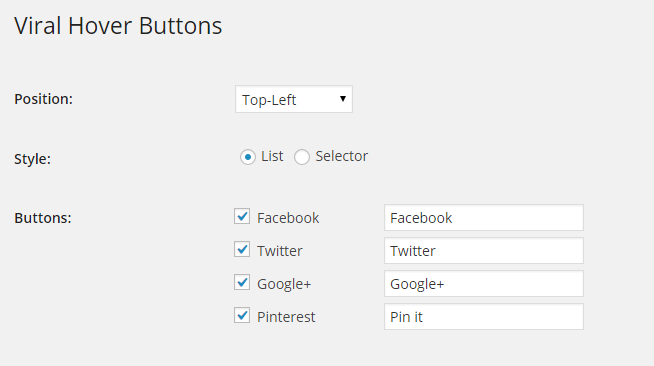 Viral Hover Buttons
Position: Top-Left
Style: List Selector
Buttons: Facebook Facebook
Twitter Twitter
Google+ Google+
Pinterest Pin it